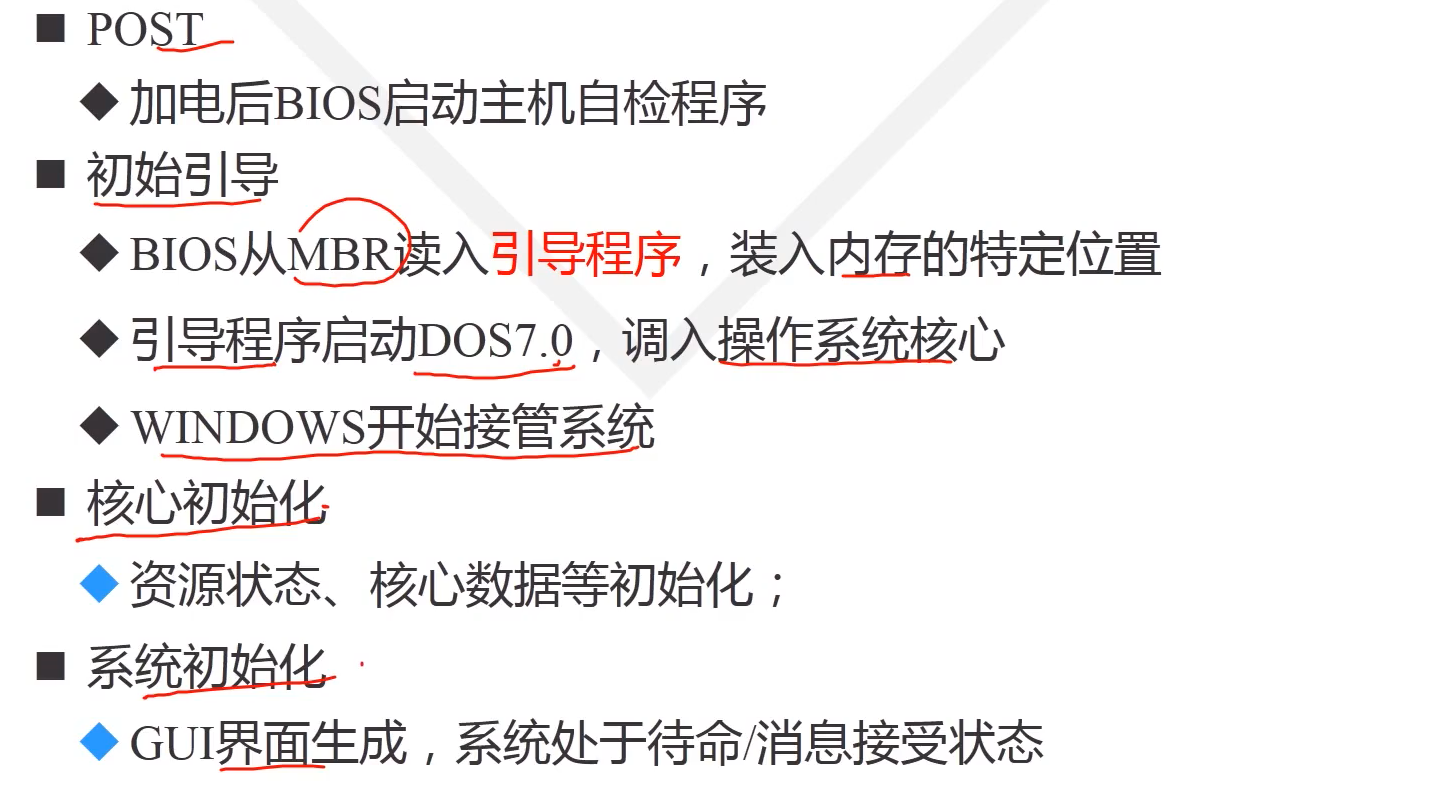 ■ POST
◆ 加电后BIOS启动主机自检程序
■ 初始引导
◆ BIOS从MBR读入引导程序，装入内存的特定位置
◆ 引导程序启动DOS7.0，调入操作系统核心
◆ WINDOWS开始接管系统
■ 核心初始化
◆ 资源状态、核心数据等初始化；
■ 系统初始化
◆ GUI界面生成，系统处于待命/消息接受状态